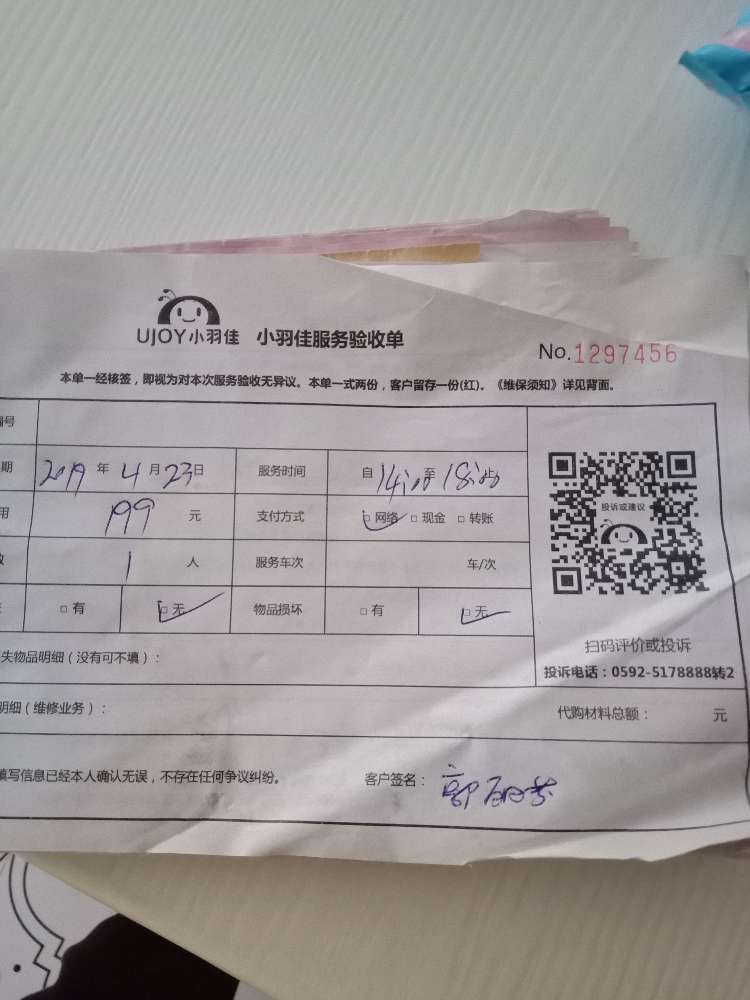 UJOY小羽佳 小羽佳服务验收单
No.1297456
本单一经核签，即视为对本次服务验收无异议。本单一式两份，客户留存一份(红)。《维保须知》详见背面。
号
期 2019 年 4 月 23 日 服务时间 自 14:00 至 18:00
用 199 元 支付方式 □网络 □现金 □转账
1 人 服务车次 车/次
□有 □无 物品损坏 □有 □无
投诉或建议
扫码评价或投诉
投诉电话：0592-5178888转2
失物品明细（没有可不填）：
明细（维修业务）： 代购材料总额： 元
填写信息已经本人确认无误，不存在任何争议纠纷。 客户签名：